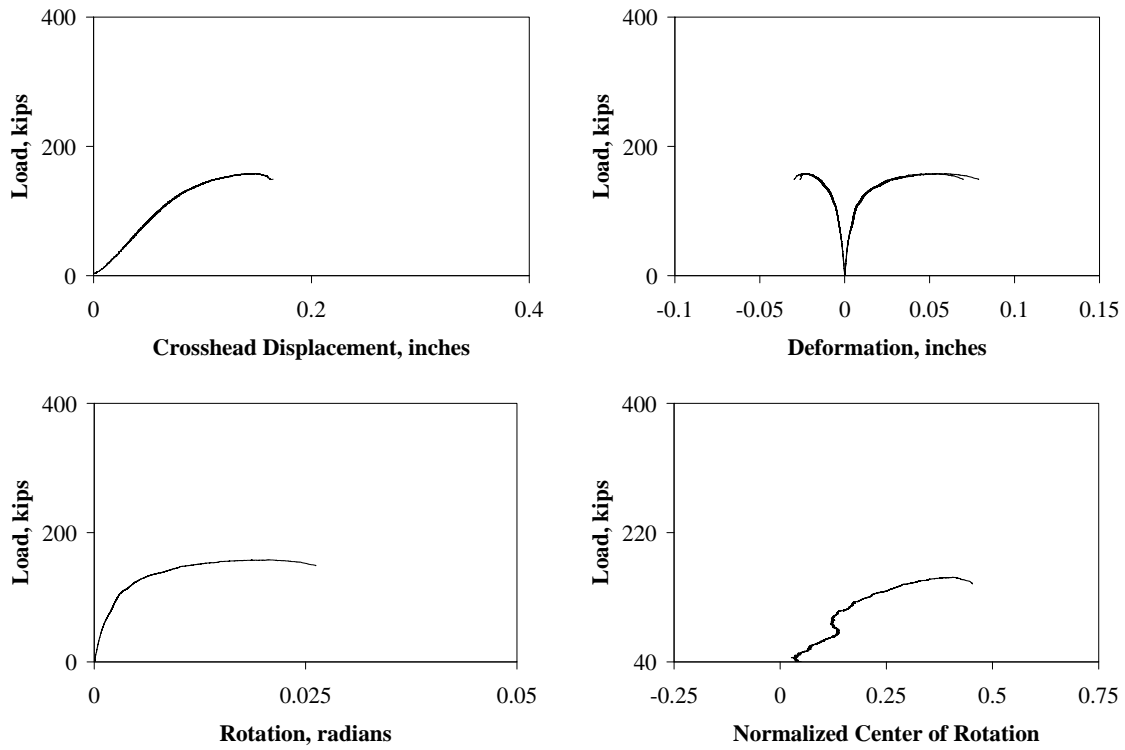 400
200
0
Load, kips
0 0.2 0.4
Crosshead Displacement, inches
400
200
0
Load, kips
-0.1 -0.05 0 0.05 0.1 0.15
Deformation, inches
400
200
0
Load, kips
0 0.025 0.05
Rotation, radians
400
220
40
Load, kips
-0.25 0 0.25 0.5 0.75
Normalized Center of Rotation